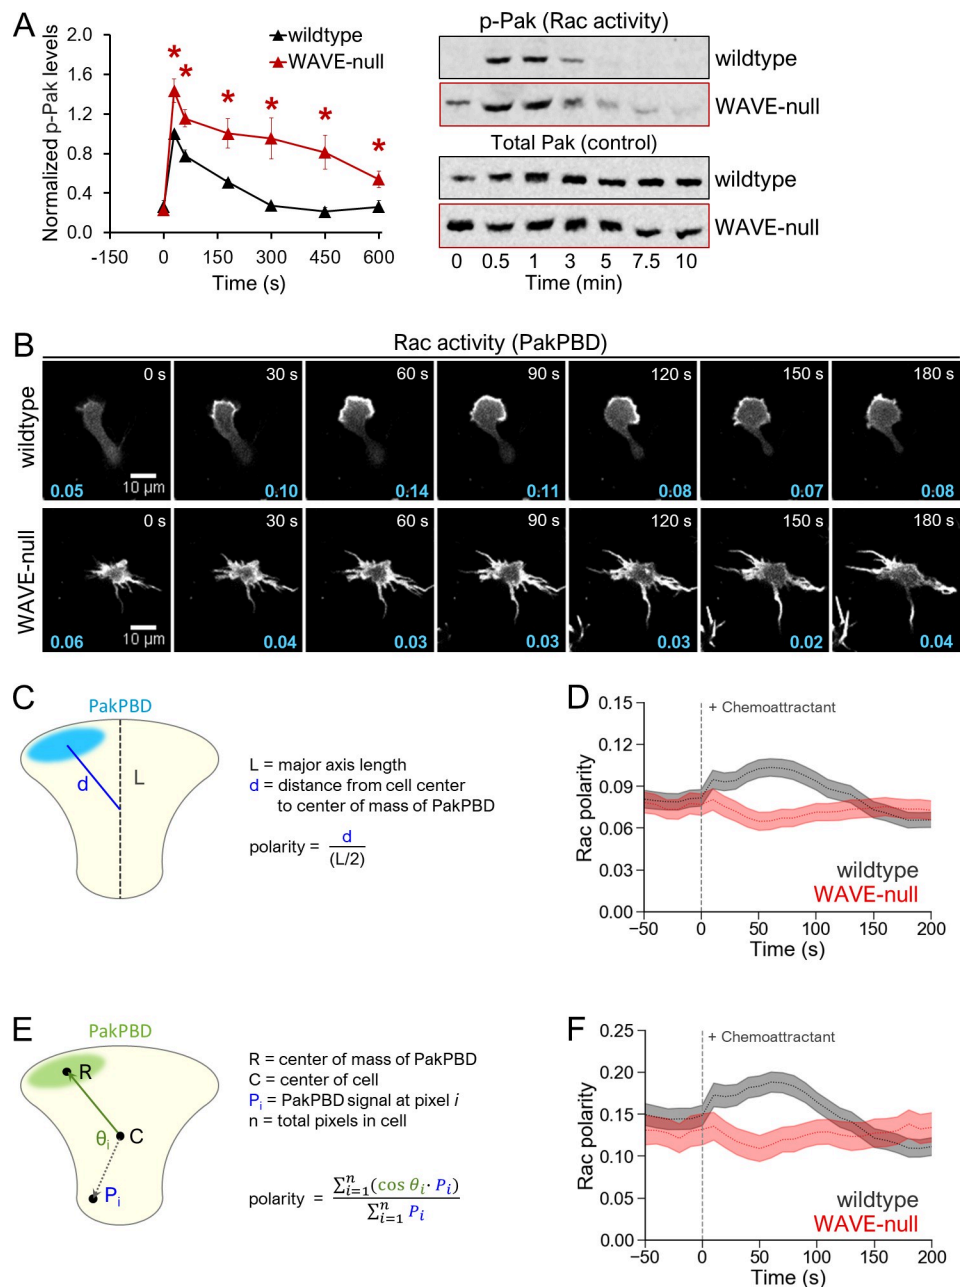 A
Normalized p-Pak levels
2.0
1.6
1.2
0.8
0.4
0.0
-150 0 150 300 450 600
Time (s)
wildtype
WAVE-null
* * * * * *
p-Pak (Rac activity)
wildtype
WAVE-null
Total Pak (control)
wildtype
WAVE-null
0 0.5 1 3 5 7.5 10
Time (min)
B
Rac activity (PakPBD)
wildtype
0 s 30 s 60 s 90 s 120 s 150 s 180 s
10 µm
0.05 0.10 0.14 0.11 0.08 0.07 0.08
WAVE-null
0 s 30 s 60 s 90 s 120 s 150 s 180 s
10 µm
0.06 0.04 0.03 0.03 0.03 0.02 0.04
C
PakPBD
d
L
L = major axis length
d = distance from cell center
to center of mass of PakPBD
polarity = d / (L/2)
D
Rac polarity
0.15
0.12
0.09
0.06
0.03
0.00
+ Chemoattractant
wildtype
WAVE-null
−50 0 50 100 150 200
Time (s)
E
PakPBD
R
C
θi
Pi
R = center of mass of PakPBD
C = center of cell
Pi = PakPBD signal at pixel i
n = total pixels in cell
polarity = ∑ⁿᵢ₌₁(cos θᵢ· Pᵢ) / ∑ⁿᵢ₌₁ Pᵢ
F
Rac polarity
0.25
0.20
0.15
0.10
0.05
0.00
+ Chemoattractant
wildtype
WAVE-null
-50 0 50 100 150 200
Time (s)